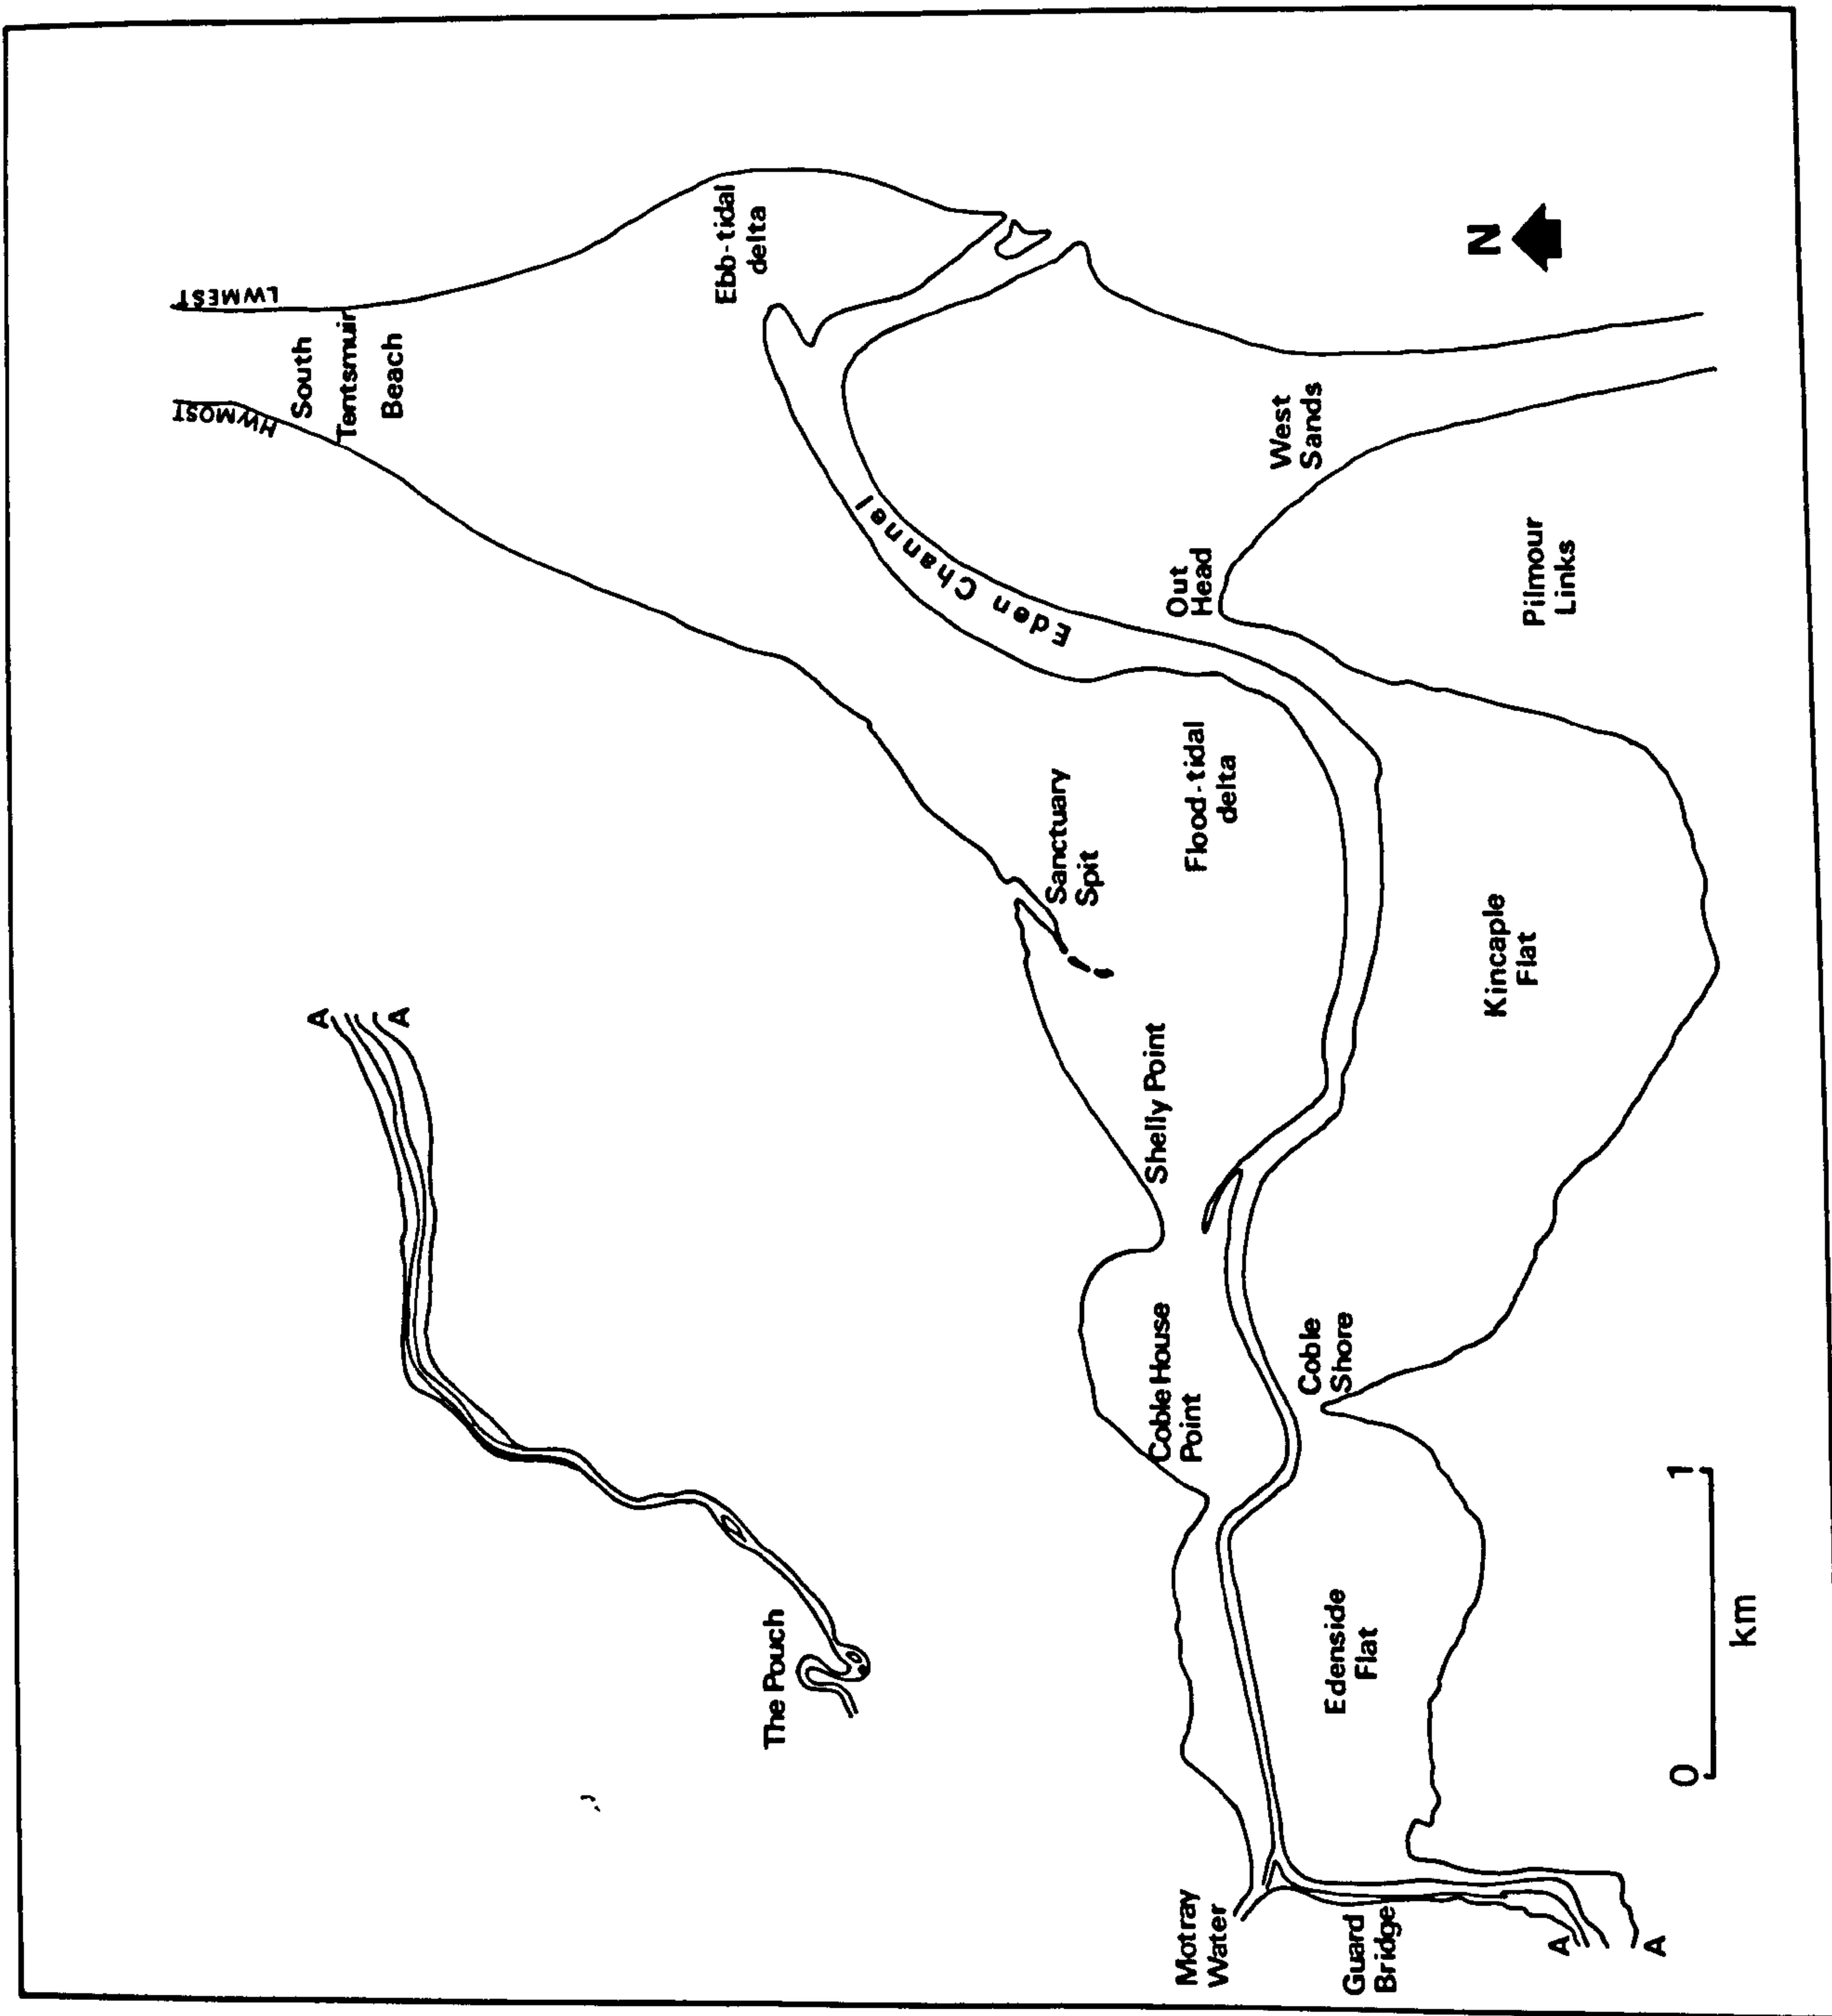 HWMOST
LWMEST
South
Tentsmuir
Beach
A
A
Ebb-tidal
delta
The Pouch
Eden Channel
Sanctuary
Spit
Shelly Point
Coble House
Point
Motray
Water
Out
Head
Flood-tidal
delta
West
Sands
Coble
Shore
Edenside
Flat
Guard
Bridge
N
Kincaple
Flat
Pilmour
Links
A
A
0
1
km